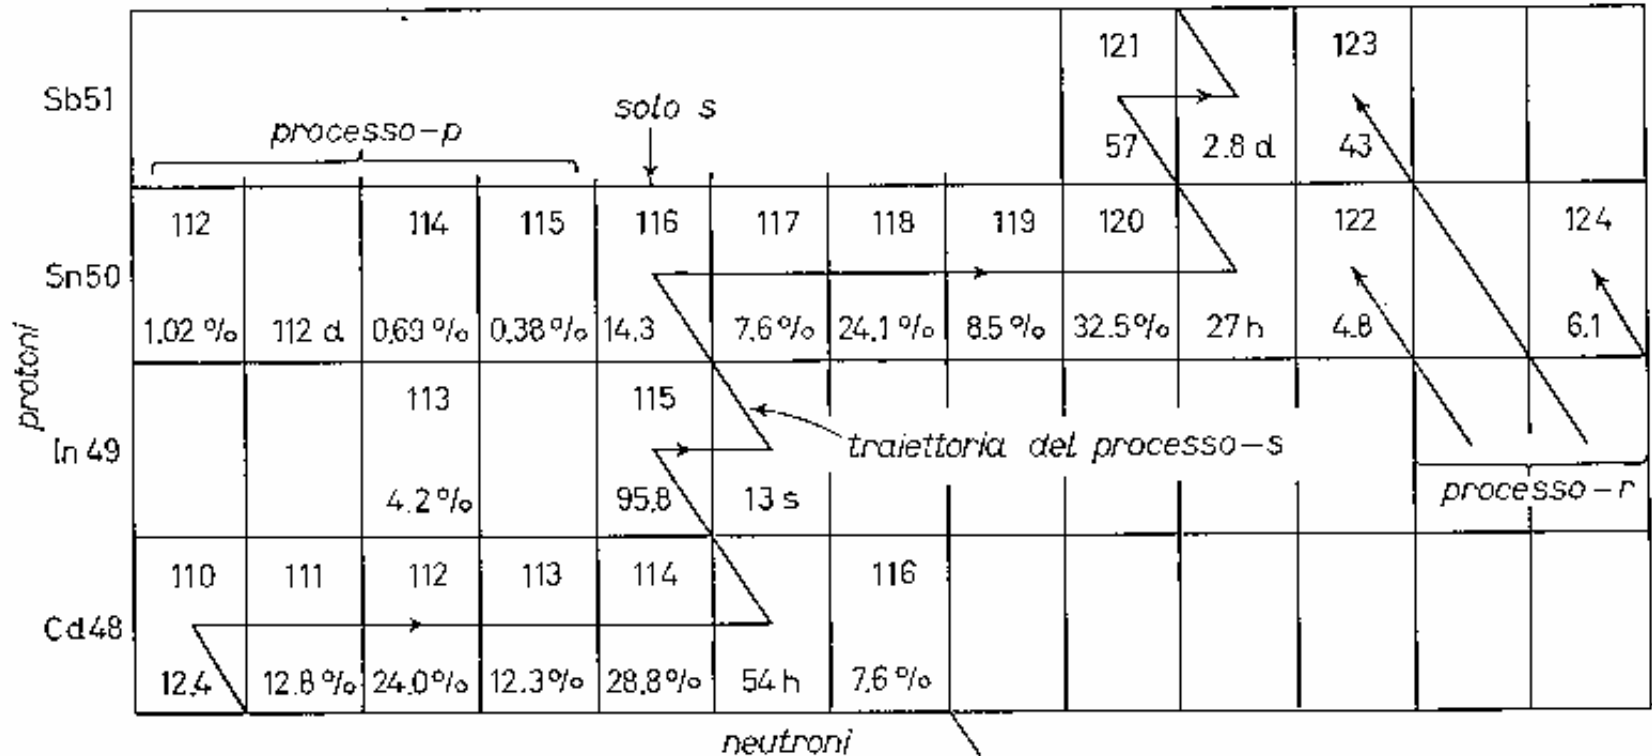 121 123
Sb51
processo-p
solo s
57 2.8 d 43
112 114 115 116 117 118 119 120 122 124
Sn50
1.02% 112 d 0.69% 0.38% 14.3 7.6% 24.1% 8.5% 32.5% 27 h 4.8 6.1
protoni
113 115
In 49
traiettoria del processo-s
4.2% 95.8 13 s
processo-r
110 111 112 113 114 116
Cd48
12.4 12.8% 24.0% 12.3% 28.8% 54 h 7.6%
neutroni